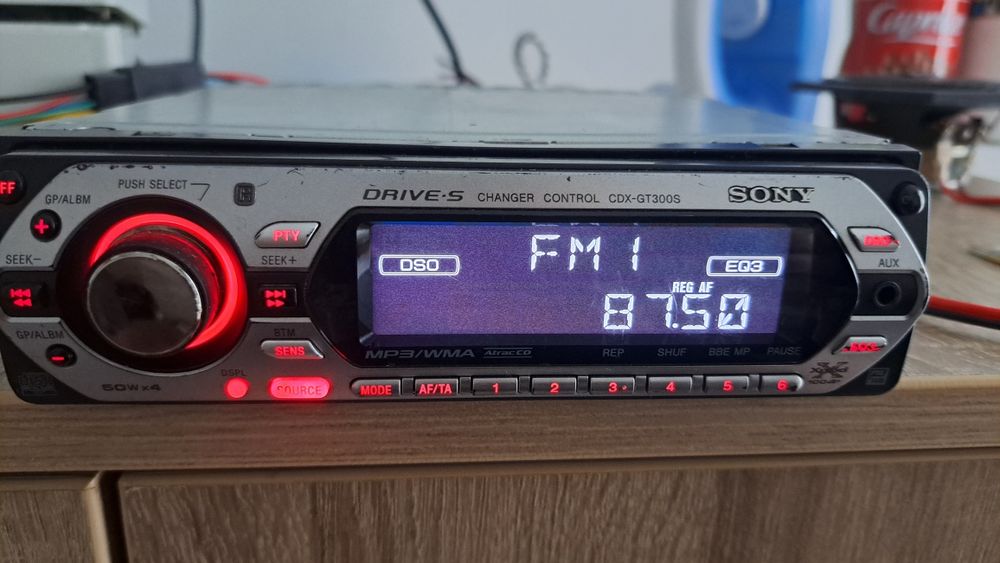 PUSH SELECT
DRIVE·S CHANGER CONTROL CDX-GT300S
SONY
GP/ALBM
+
PTY
SEEK-
SEEK+
AUX
DSO
FM1
EQ3
REG AF
87.50
GP/ALBM
-
BTM
SENS
MP3/WMA
Atrac CD
REP
SHUF
BBE MP
PAUSE
50W×4
DSPL
SOURCE
MODE
AF/TA
1
2
3
4
5
6